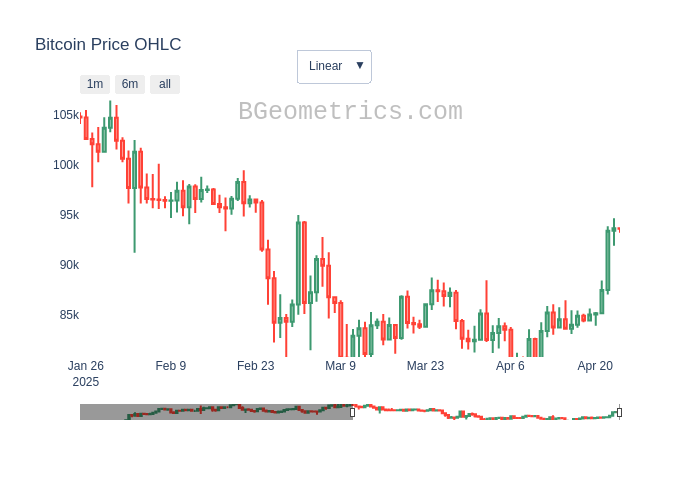 Bitcoin Price OHLC
Linear ▼
1m 6m all
BGeometrics.com
105k
100k
95k
90k
85k
Jan 26 Feb 9 Feb 23 Mar 9 Mar 23 Apr 6 Apr 20
2025